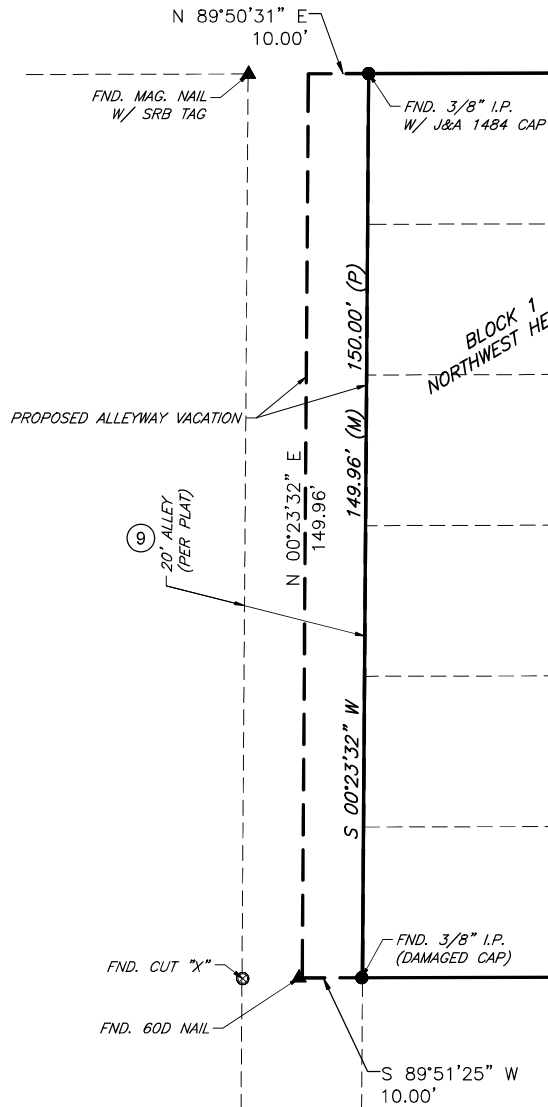 N 89°50'31" E
10.00'
FND. MAG. NAIL
W/ SRB TAG
FND. 3/8" I.P.
W/ J&A 1484 CAP
BLOCK 1
NORTHWEST HE
150.00' (P)
149.96' (M)
PROPOSED ALLEYWAY VACATION
N 00°23'32" E
149.96'
9
20' ALLEY
(PER PLAT)
S 00°23'32" W
FND. 3/8" I.P.
(DAMAGED CAP)
FND. CUT "X"
FND. 60D NAIL
S 89°51'25" W
10.00'